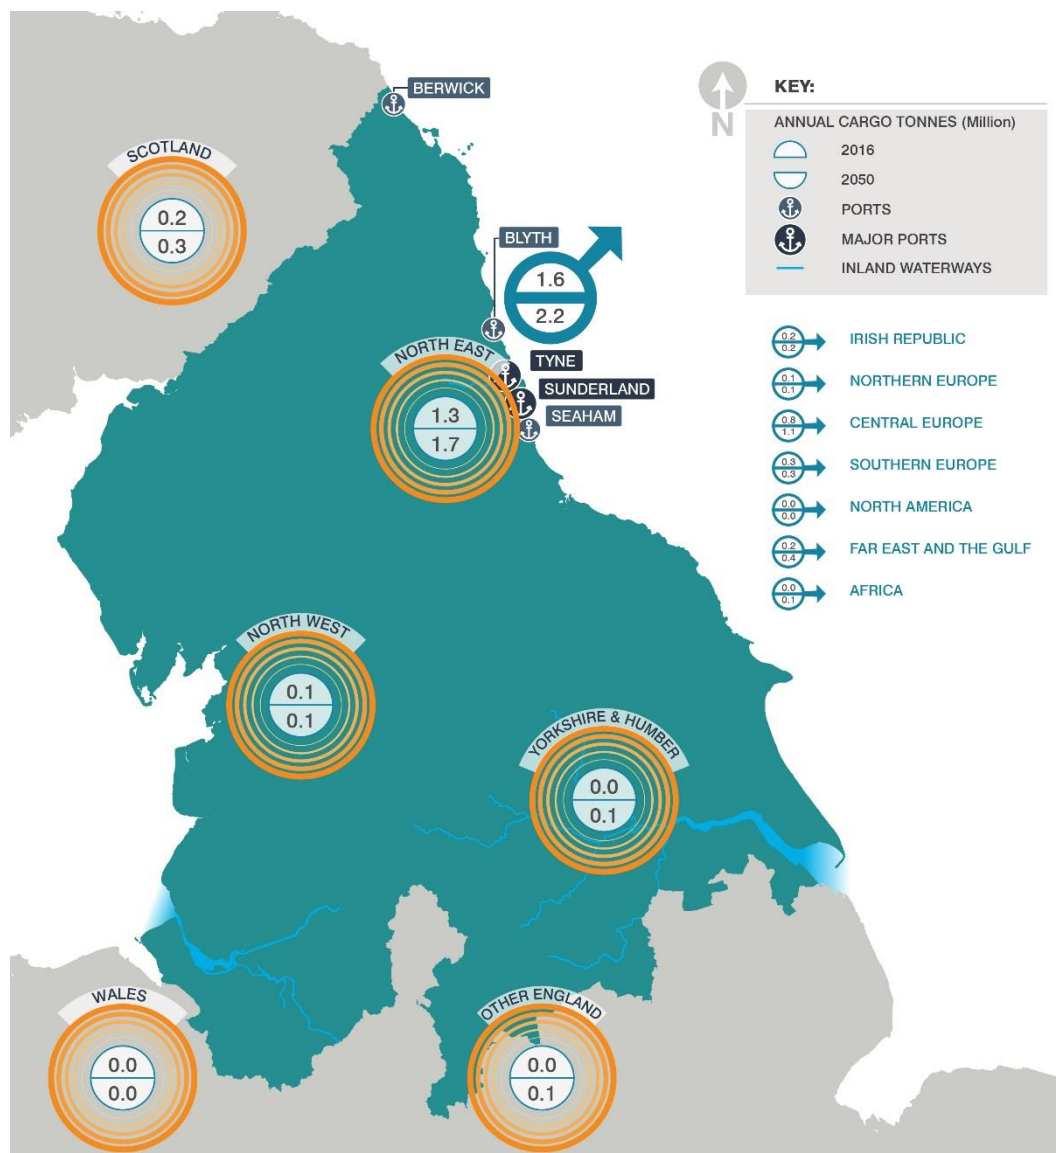 BERWICK
KEY:
N
ANNUAL CARGO TONNES (Million)
2016
2050
PORTS
MAJOR PORTS
INLAND WATERWAYS
SCOTLAND
0.2
0.3
BLYTH
1.6
2.2
NORTH EAST
1.3
1.7
TYNE
SUNDERLAND
SEAHAM
0.2
0.2
IRISH REPUBLIC
0.1
0.1
NORTHERN EUROPE
0.8
1.1
CENTRAL EUROPE
0.3
0.3
SOUTHERN EUROPE
0.0
0.0
NORTH AMERICA
0.2
0.4
FAR EAST AND THE GULF
0.0
0.1
AFRICA
NORTH WEST
0.1
0.1
YORKSHIRE & HUMBER
0.0
0.1
WALES
0.0
0.0
OTHER ENGLAND
0.0
0.1